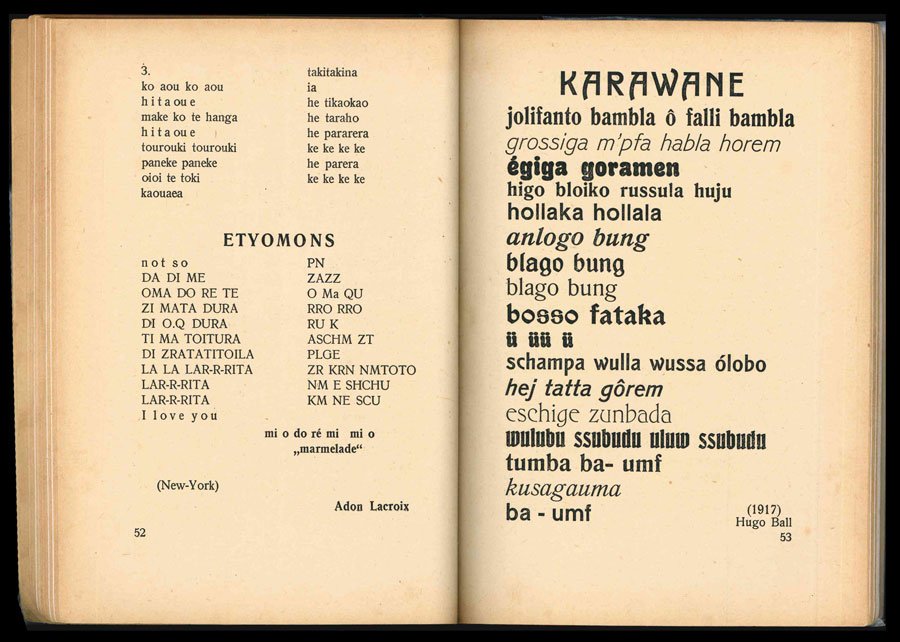 3.
ko aou ko aou
h i t a o u e
make ko te hanga
h i t a o u e
tourouki tourouki
paneke paneke
oioi te toki
kaouaea
takitakina
ia
he tikaokao
he taraho
he pararera
ke ke ke ke
he parera
ke ke ke ke
ETYOMONS
n o t s o
DA DI ME
OMA DO RE TE
ZI MATA DURA
DI O.Q DURA
TI MA TOITURA
DI ZRATATITOILA
LA LA LAR-R-RITA
LAR-R-RITA
LAR-R-RITA
I l o v e y o u
PN
ZAZZ
O Ma QU
RRO RRO
RU K
ASCHM ZT
PLGE
ZR KRN NMTOTO
NM E SHCHU
KM NE SCU
mi o do ré mi mi o
„marmelade“
(New-York)
Adon Lacroix
52
KARAWANE
jolifanto bambla ô falli bambla
grossiga m'pfa habla horem
égiga goramen
higo bloiko russula huju
hollaka hollala
anlogo bung
blago bung
blago bung
bosso fataka
ü üü ü
schampa wulla wussa ólobo
hej tatta gôrem
eschige zunbada
wulubu ssubudu uluw ssubudu
tumba ba- umf
kusagauma
ba - umf
(1917)
Hugo Ball
53